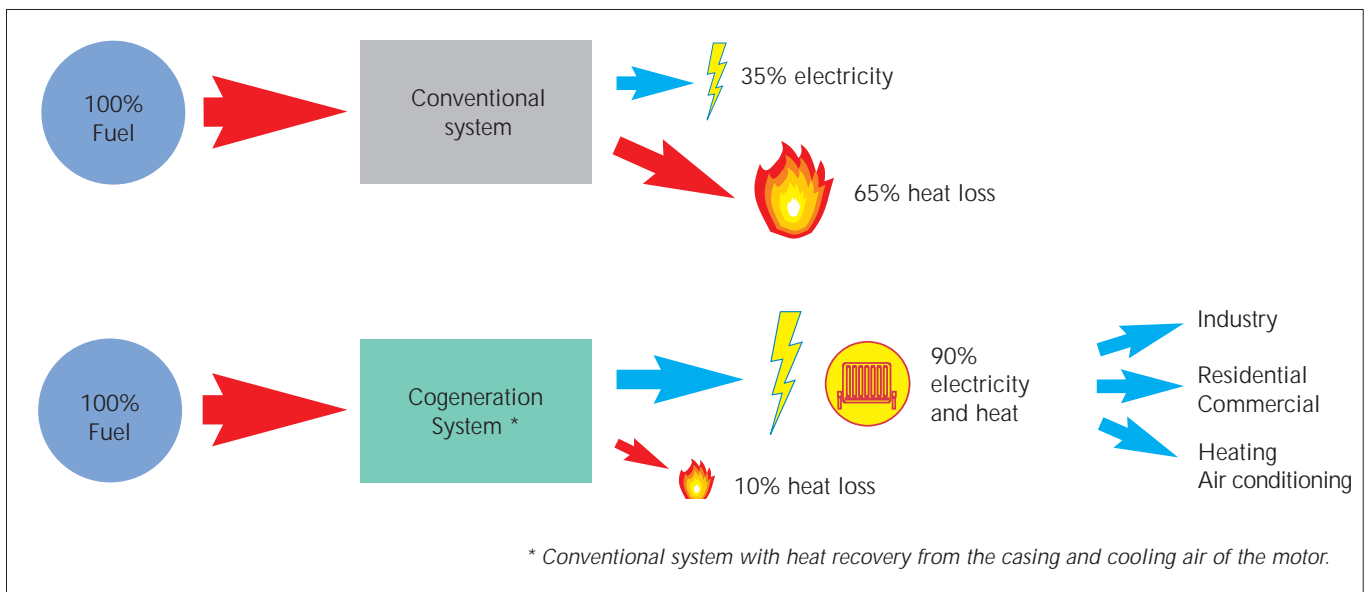 100%
Fuel
Conventional
system
35% electricity
65% heat loss
100%
Fuel
Cogeneration
System *
90%
electricity
and heat
10% heat loss
Industry
Residential
Commercial
Heating
Air conditioning
* Conventional system with heat recovery from the casing and cooling air of the motor.